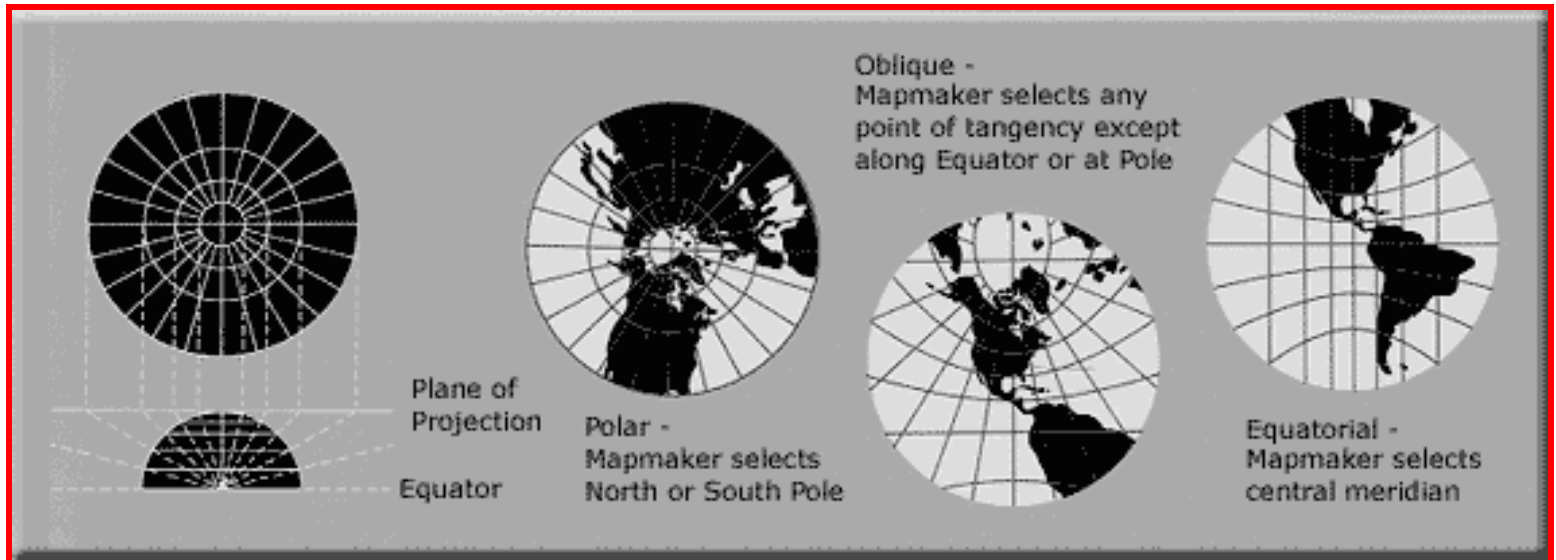 Plane of
Projection
Equator
Polar -
Mapmaker selects
North or South Pole
Oblique -
Mapmaker selects any
point of tangency except
along Equator or at Pole
Equatorial -
Mapmaker selects
central meridian